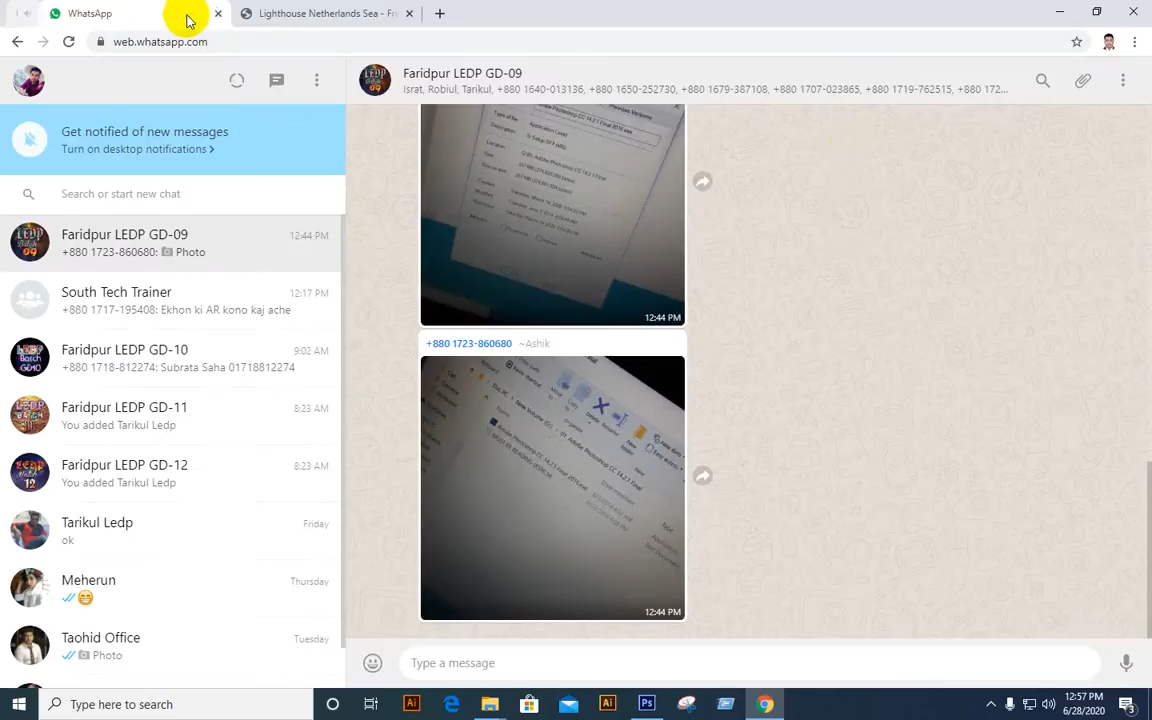 WhatsApp
Lighthouse Netherlands Sea - Fre
web.whatsapp.com
Get notified of new messages
Turn on desktop notifications >
Search or start new chat
Faridpur LEDP GD-09
12:44 PM
+880 1723-860680: Photo
South Tech Trainer
12:17 PM
+880 1717-195408: Ekhon ki AR kono kaj ache
Faridpur LEDP GD-10
9:02 AM
+880 1718-812274: Subrata Saha 01718812274
Faridpur LEDP GD-11
8:23 AM
You added Tarikul Ledp
Faridpur LEDP GD-12
8:23 AM
You added Tarikul Ledp
Tarikul Ledp
Friday
ok
Meherun
Thursday
Taohid Office
Tuesday
Photo
Faridpur LEDP GD-09
Israt, Robiul, Tarikul, +880 1640-013136, +880 1650-252730, +880 1679-387108, +880 1707-023865, +880 1719-762515, +880 172...
12:44 PM
+880 1723-860680 ~Ashik
12:44 PM
Type a message
Type here to search
12:57 PM
6/28/2020